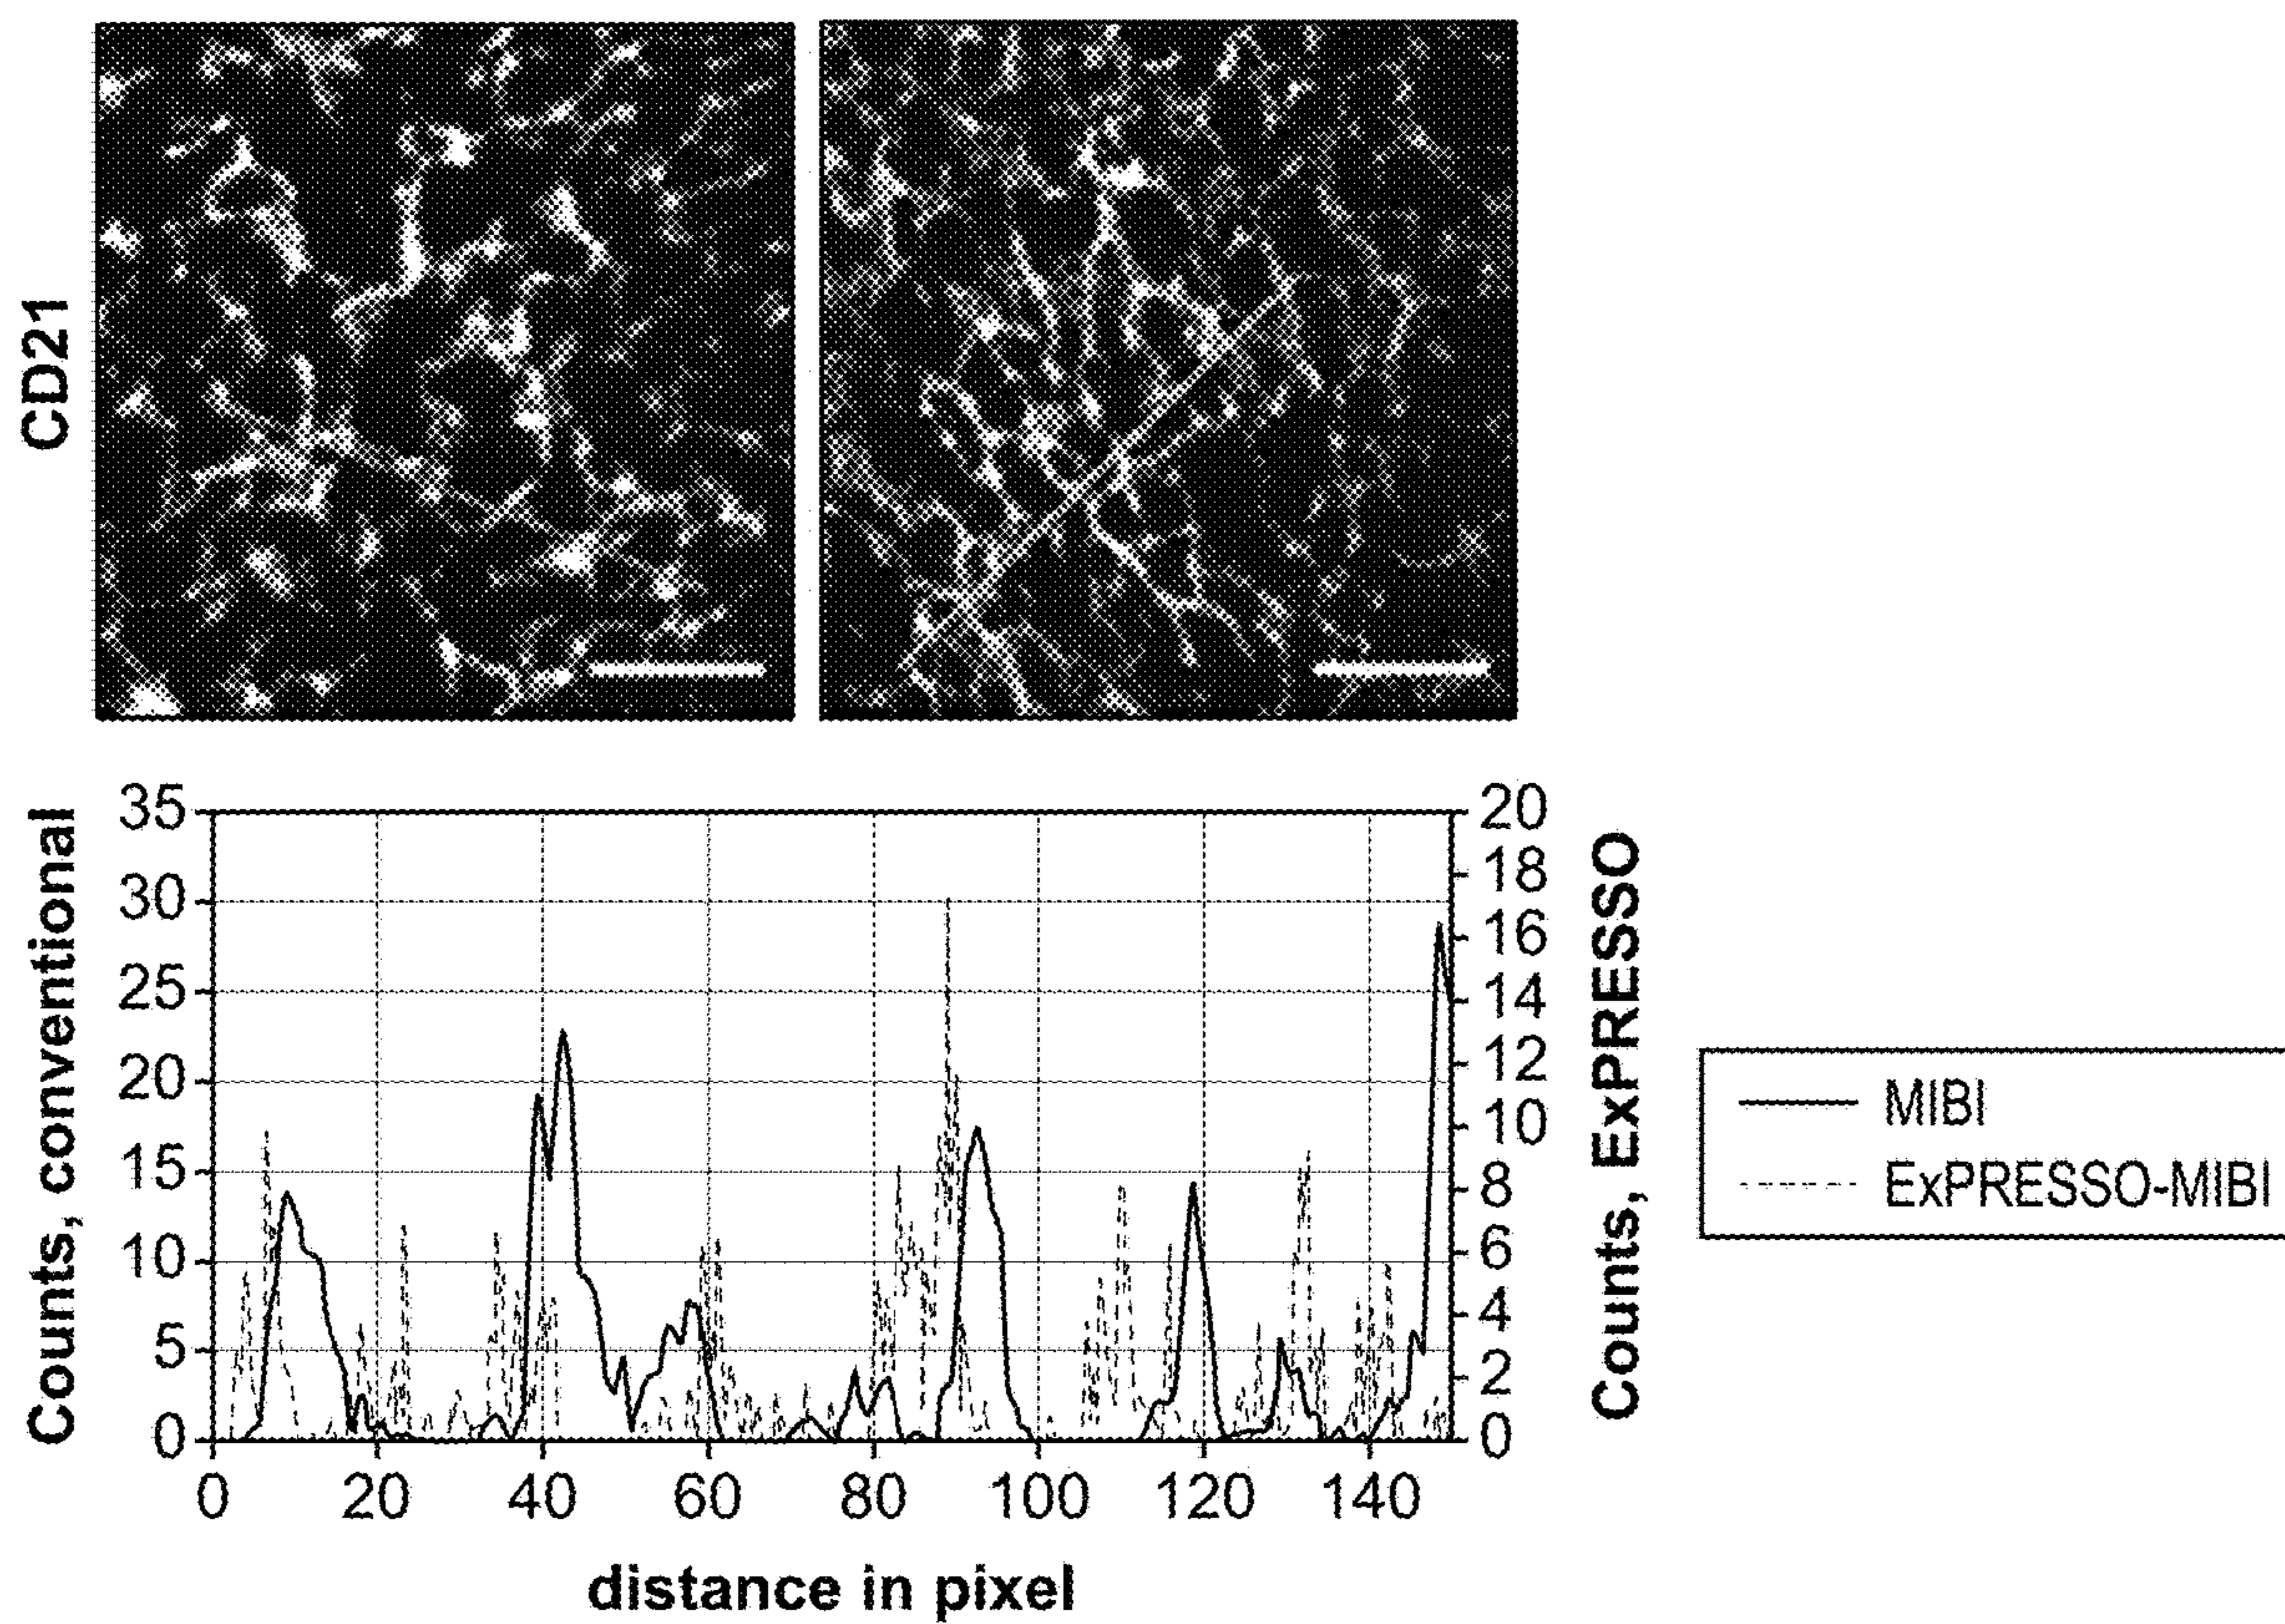 CD21
Counts, conventional
35
30
25
20
15
10
5
0
20
18
16
14
12
10
8
6
4
2
0
Counts, ExPRESSO
0 20 40 60 80 100 120 140
distance in pixel
MIBI
ExPRESSO-MIBI